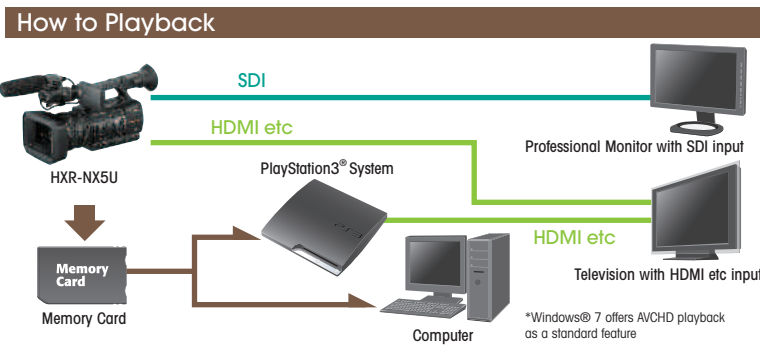 How to Playback
SDI
HDMI etc
Professional Monitor with SDI input
HXR-NX5U
PlayStation3® System
HDMI etc
Memory
Card
Television with HDMI etc input
Memory Card
Computer
*Windows® 7 offers AVCHD playback
as a standard feature